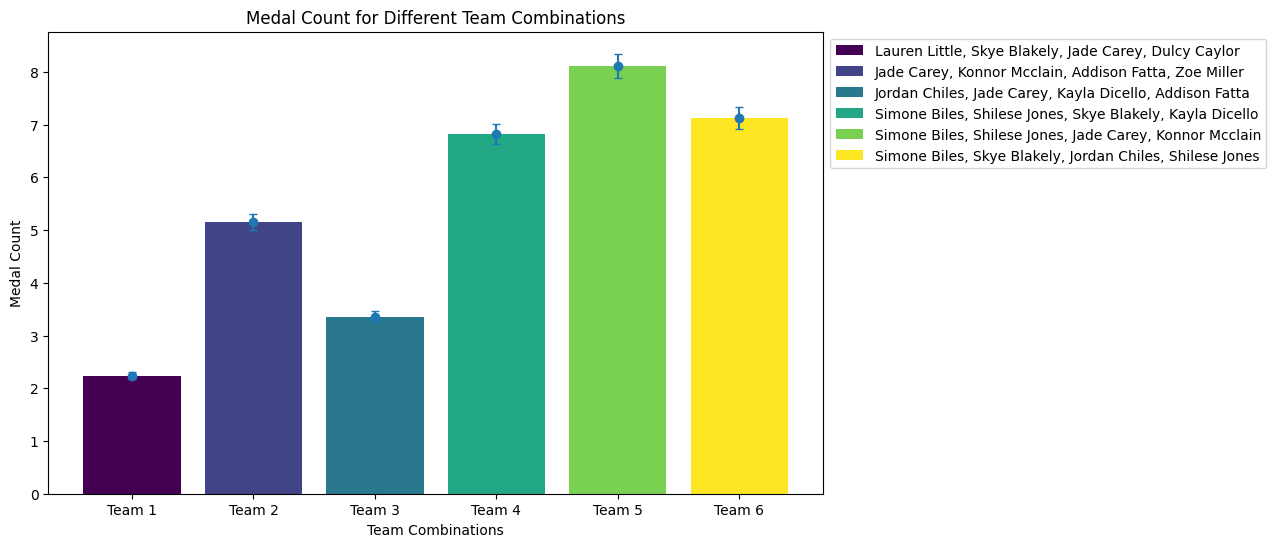 Medal Count for Different Team Combinations
Medal Count
8
7
6
5
4
3
2
1
0
Team 1 Team 2 Team 3 Team 4 Team 5 Team 6
Team Combinations
Lauren Little, Skye Blakely, Jade Carey, Dulcy Caylor
Jade Carey, Konnor Mcclain, Addison Fatta, Zoe Miller
Jordan Chiles, Jade Carey, Kayla Dicello, Addison Fatta
Simone Biles, Shilese Jones, Skye Blakely, Kayla Dicello
Simone Biles, Shilese Jones, Jade Carey, Konnor Mcclain
Simone Biles, Skye Blakely, Jordan Chiles, Shilese Jones